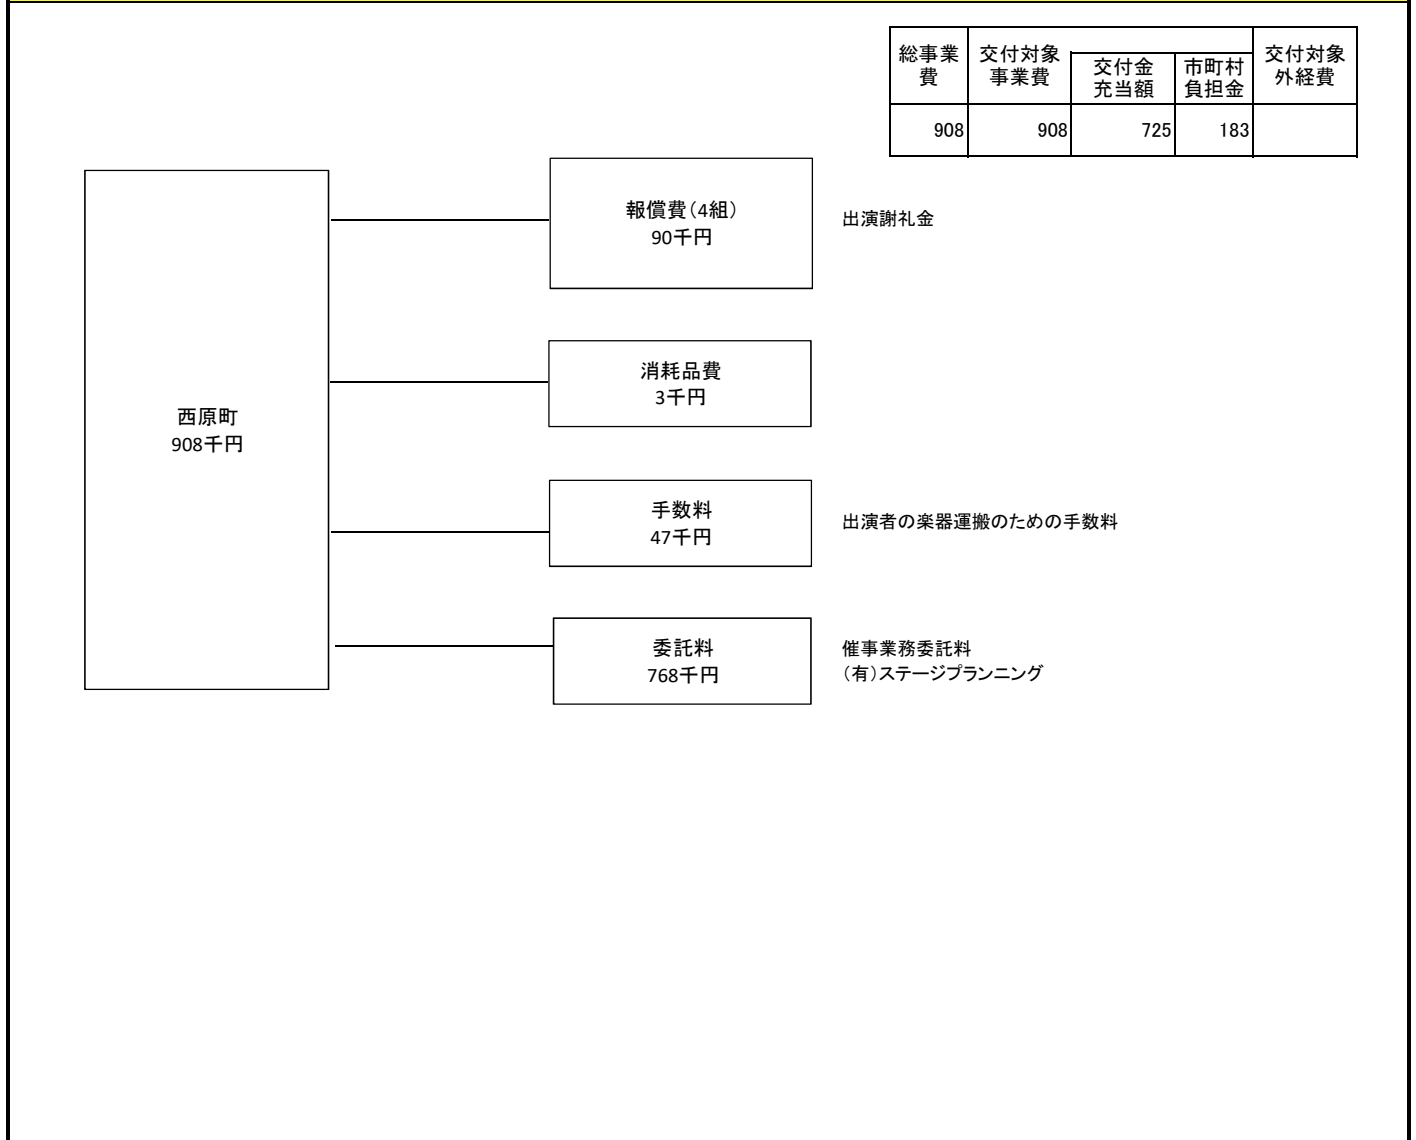 総事業
費
交付対象
事業費
交付金
充当額
市町村
負担金
交付対象
外経費
908
908
725
183
西原町
908千円
報償費（4組）
90千円
出演謝礼金
消耗品費
3千円
手数料
47千円
出演者の楽器運搬のための手数料
委託料
768千円
催事業務委託料
（有）ステージプランニング